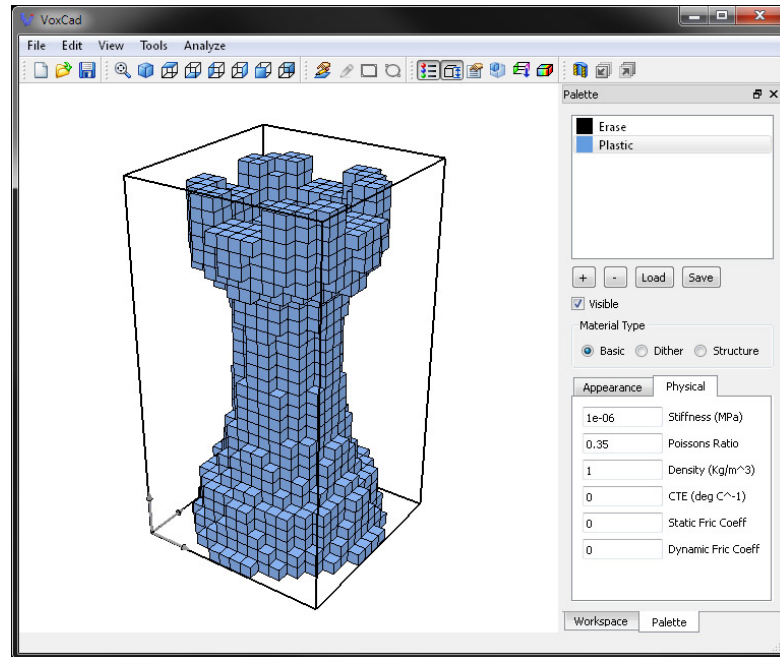 VoxCad
File Edit View Tools Analyze
Palette
Erase
Plastic
+ - Load Save
Visible
Material Type
Basic Dither Structure
Appearance Physical
1e-06 Stiffness (MPa)
0.35 Poissons Ratio
1 Density (Kg/m^3)
0 CTE (deg C^-1)
0 Static Fric Coeff
0 Dynamic Fric Coeff
Workspace Palette